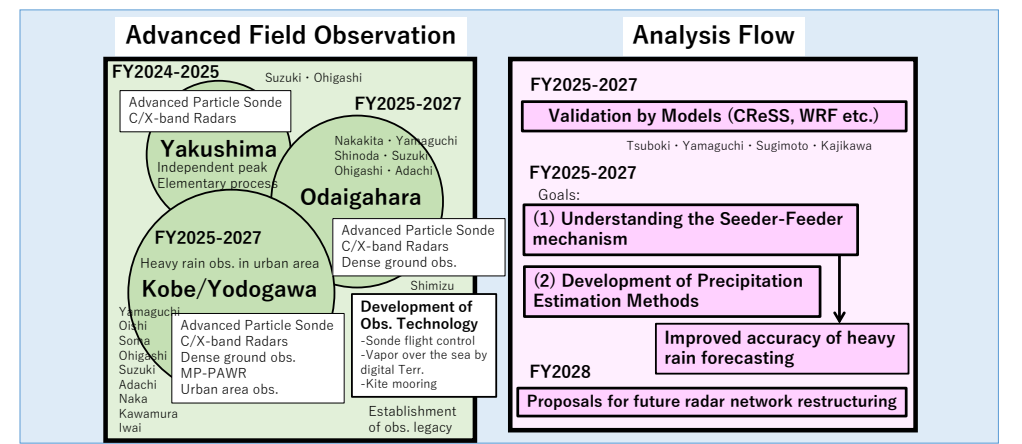 Advanced Field Observation
FY2024-2025
Suzuki・Ohigashi
Advanced Particle Sonde
C/X-band Radars
Yakushima
Independent peak
Elementary process
FY2025-2027
Nakakita・Yamaguchi
Shinoda・Suzuki
Ohigashi・Adachi
Odaigahara
Advanced Particle Sonde
C/X-band Radars
Dense ground obs.
FY2025-2027
Heavy rain obs. in urban area
Kobe/Yodogawa
Yamaguchi
Oishi
Soma
Ohigashi
Suzuki
Adachi
Naka
Kawamura
Iwai
Advanced Particle Sonde
C/X-band Radars
Dense ground obs.
MP-PAWR
Urban area obs.
Shimizu
Development of
Obs. Technology
-Sonde flight control
-Vapor over the sea by
digital Terr.
-Kite mooring
Establishment
of obs. legacy
Analysis Flow
FY2025-2027
Validation by Models (CReSS, WRF etc.)
Tsuboki・Yamaguchi・Sugimoto・Kajikawa
FY2025-2027
Goals:
(1) Understanding the Seeder-Feeder
mechanism
(2) Development of Precipitation
Estimation Methods
Improved accuracy of heavy
rain forecasting
FY2028
Proposals for future radar network restructuring